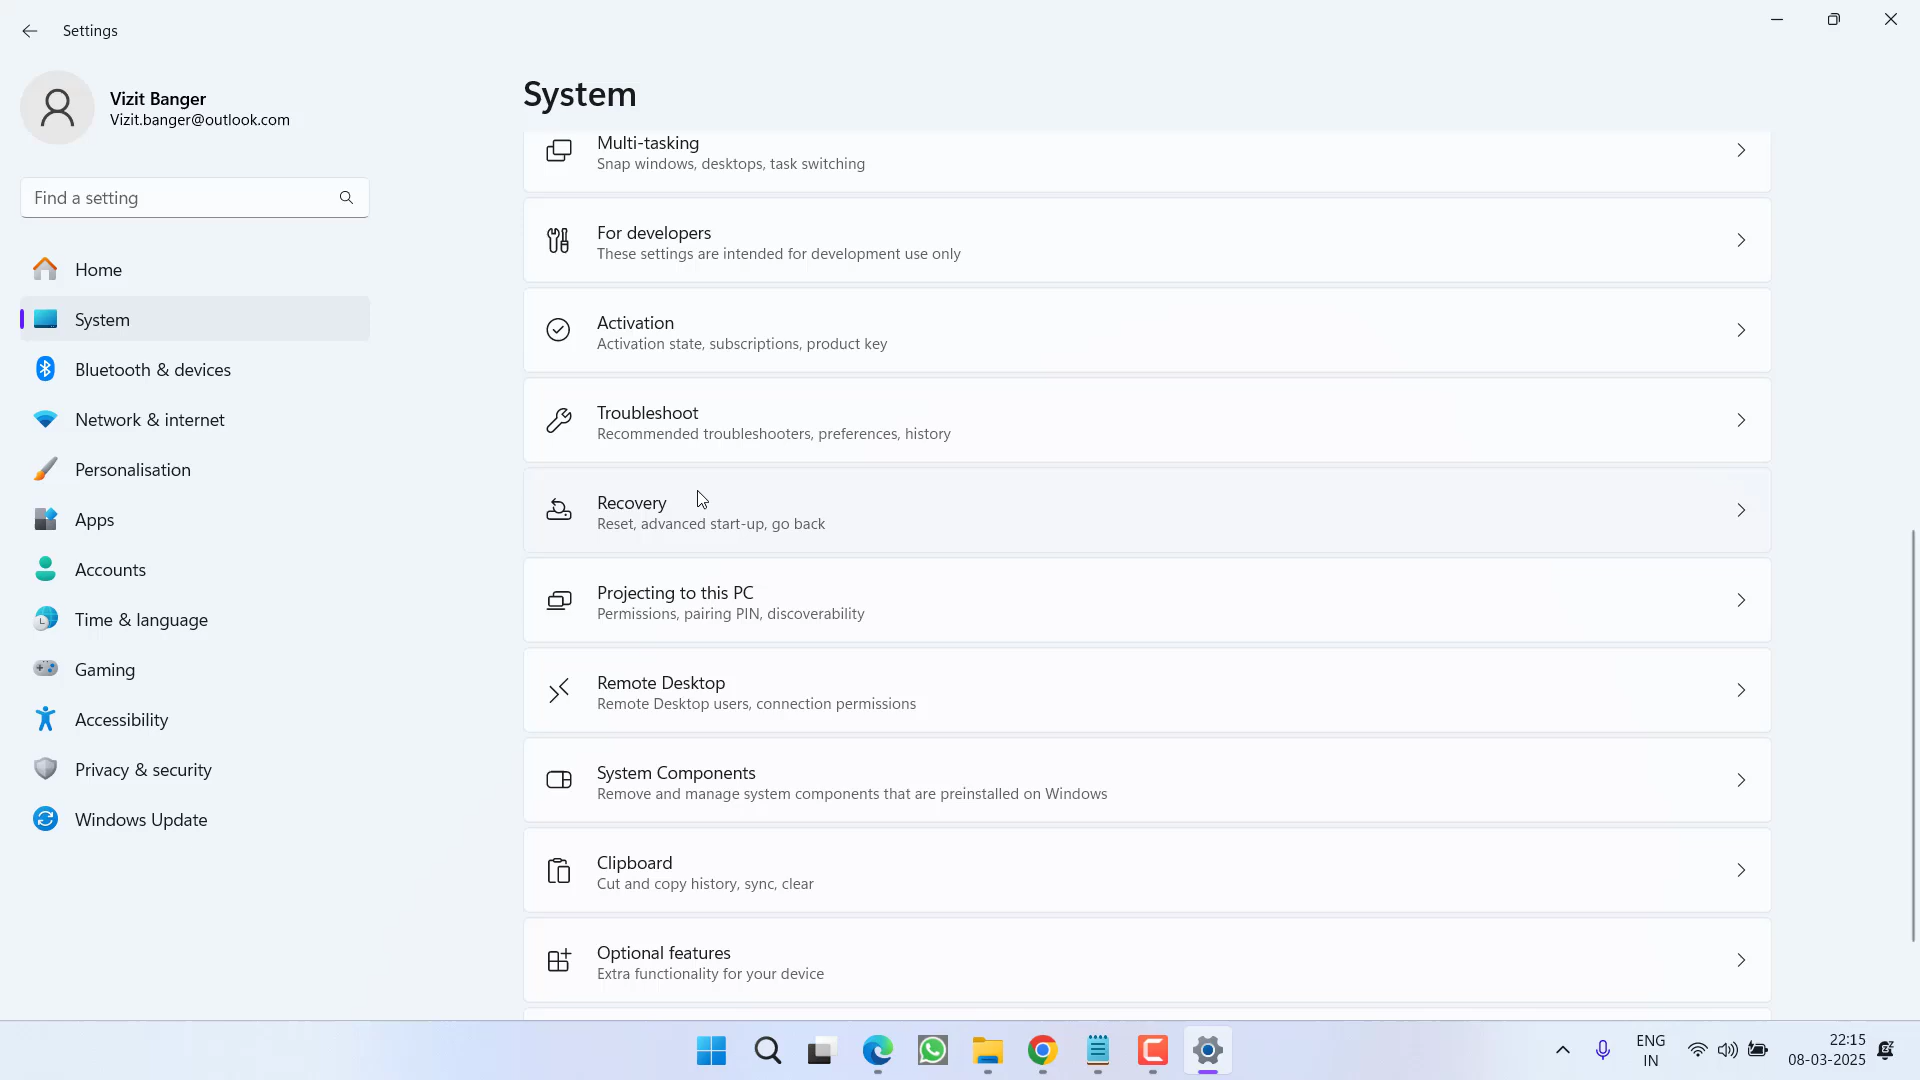 Settings
Vizit Banger
Vizit.banger@outlook.com
Find a setting
Home
System
Bluetooth & devices
Network & internet
Personalisation
Apps
Accounts
Time & language
Gaming
Accessibility
Privacy & security
Windows Update
System
Multi-tasking
Snap windows, desktops, task switching
For developers
These settings are intended for development use only
Activation
Activation state, subscriptions, product key
Troubleshoot
Recommended troubleshooters, preferences, history
Recovery
Reset, advanced start-up, go back
Projecting to this PC
Permissions, pairing PIN, discoverability
Remote Desktop
Remote Desktop users, connection permissions
System Components
Remove and manage system components that are preinstalled on Windows
Clipboard
Cut and copy history, sync, clear
Optional features
Extra functionality for your device
ENG
IN
22:15
08-03-2025